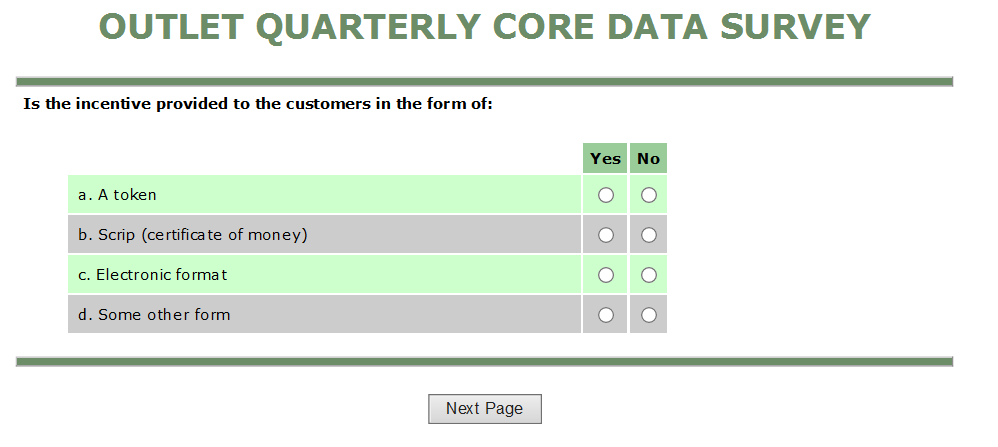 OUTLET QUARTERLY CORE DATA SURVEY
Is the incentive provided to the customers in the form of:
Yes No
a. A token
b. Scrip (certificate of money)
c. Electronic format
d. Some other form
Next Page